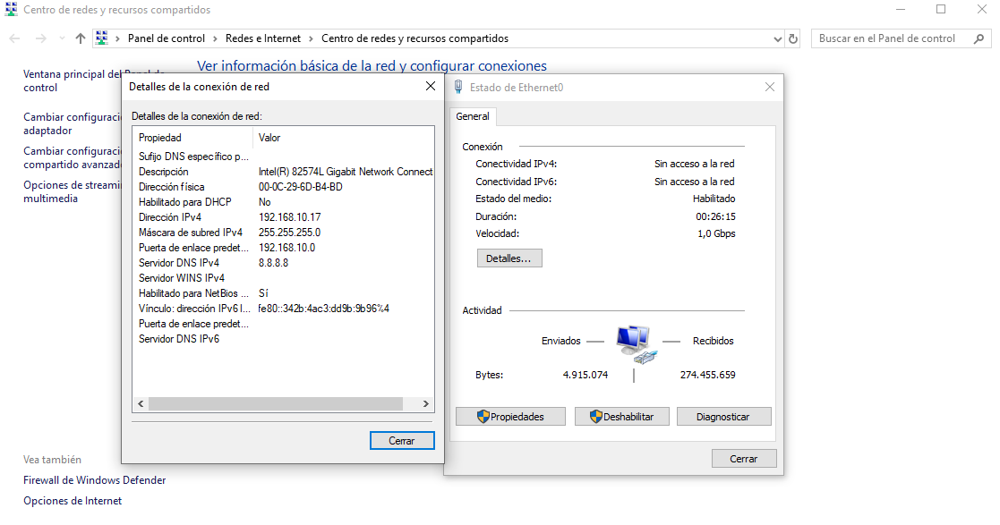 Centro de redes y recursos compartidos
Panel de control > Redes e Internet > Centro de redes y recursos compartidos
Buscar en el Panel de control
Ventana principal del Panel de
control
Cambiar configuraci
adaptador
Cambiar configuraci
compartido avanzad
Opciones de streami
multimedia
Vea también
Firewall de Windows Defender
Opciones de Internet
Ver información básica de la red y configurar conexiones
Detalles de la conexión de red
Detalles de la conexión de red:
Propiedad Valor
Sufijo DNS específico p...
Descripción Intel(R) 82574L Gigabit Network Connect
Dirección física 00-0C-29-6D-B4-BD
Habilitado para DHCP No
Dirección IPv4 192.168.10.17
Máscara de subred IPv4 255.255.255.0
Puerta de enlace predet... 192.168.10.0
Servidor DNS IPv4 8.8.8.8
Servidor WINS IPv4
Habilitado para NetBios ... Sí
Vínculo: dirección IPv6 l... fe80::342b:4ac3:dd9b:9b96%4
Puerta de enlace predet...
Servidor DNS IPv6
Cerrar
Estado de Ethernet0
General
Conexión
Conectividad IPv4: Sin acceso a la red
Conectividad IPv6: Sin acceso a la red
Estado del medio: Habilitado
Duración: 00:26:15
Velocidad: 1,0 Gbps
Detalles...
Actividad
Enviados Recibidos
Bytes: 4.915.074 274.455.659
Propiedades Deshabilitar Diagnosticar
Cerrar